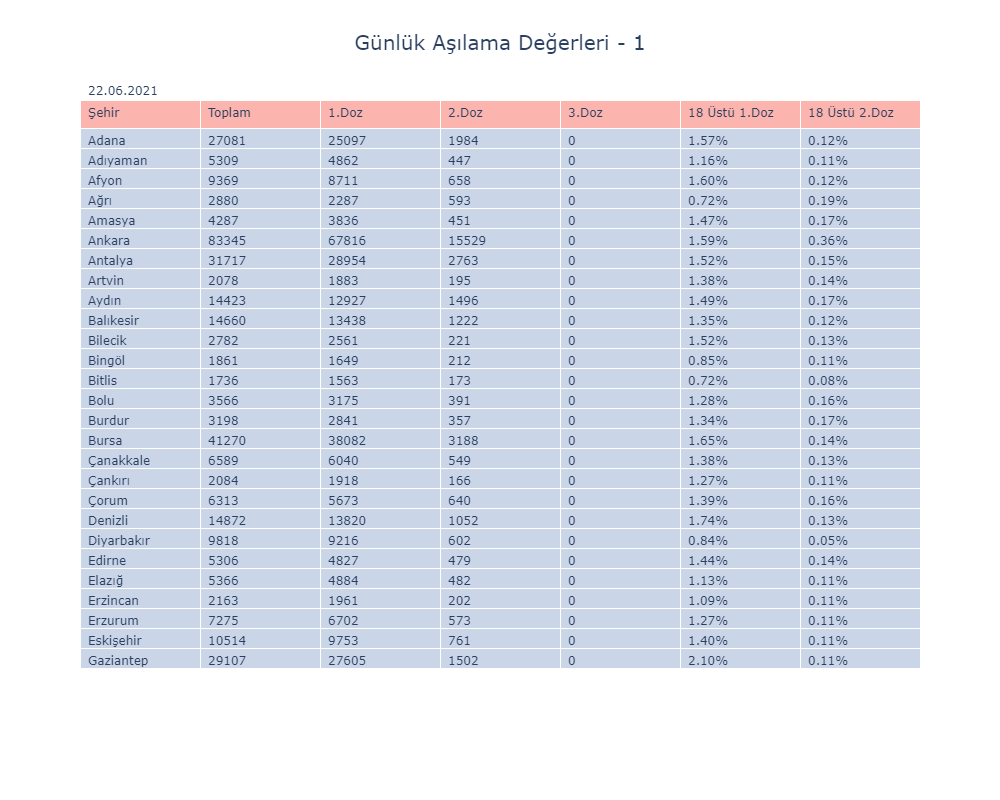 Günlük Aşılama Değerleri - 1
22.06.2021
Şehir Toplam 1.Doz 2.Doz 3.Doz 18 Üstü 1.Doz 18 Üstü 2.Doz
Adana 27081 25097 1984 0 1.57% 0.12%
Adıyaman 5309 4862 447 0 1.16% 0.11%
Afyon 9369 8711 658 0 1.60% 0.12%
Ağrı 2880 2287 593 0 0.72% 0.19%
Amasya 4287 3836 451 0 1.47% 0.17%
Ankara 83345 67816 15529 0 1.59% 0.36%
Antalya 31717 28954 2763 0 1.52% 0.15%
Artvin 2078 1883 195 0 1.38% 0.14%
Aydın 14423 12927 1496 0 1.49% 0.17%
Balıkesir 14660 13438 1222 0 1.35% 0.12%
Bilecik 2782 2561 221 0 1.52% 0.13%
Bingöl 1861 1649 212 0 0.85% 0.11%
Bitlis 1736 1563 173 0 0.72% 0.08%
Bolu 3566 3175 391 0 1.28% 0.16%
Burdur 3198 2841 357 0 1.34% 0.17%
Bursa 41270 38082 3188 0 1.65% 0.14%
Çanakkale 6589 6040 549 0 1.38% 0.13%
Çankırı 2084 1918 166 0 1.27% 0.11%
Çorum 6313 5673 640 0 1.39% 0.16%
Denizli 14872 13820 1052 0 1.74% 0.13%
Diyarbakır 9818 9216 602 0 0.84% 0.05%
Edirne 5306 4827 479 0 1.44% 0.14%
Elazığ 5366 4884 482 0 1.13% 0.11%
Erzincan 2163 1961 202 0 1.09% 0.11%
Erzurum 7275 6702 573 0 1.27% 0.11%
Eskişehir 10514 9753 761 0 1.40% 0.11%
Gaziantep 29107 27605 1502 0 2.10% 0.11%